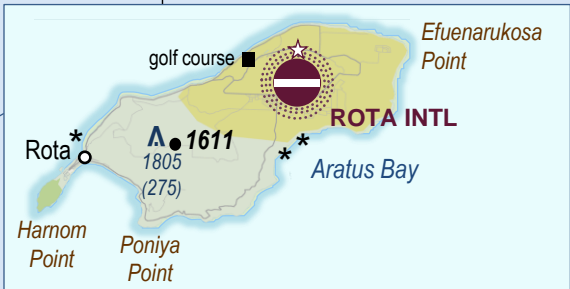 Efuenarukosa
Point
golf course
ROTA INTL
1611
Rota
1805
(275)
Aratus Bay
Harnom
Point
Poniya
Point